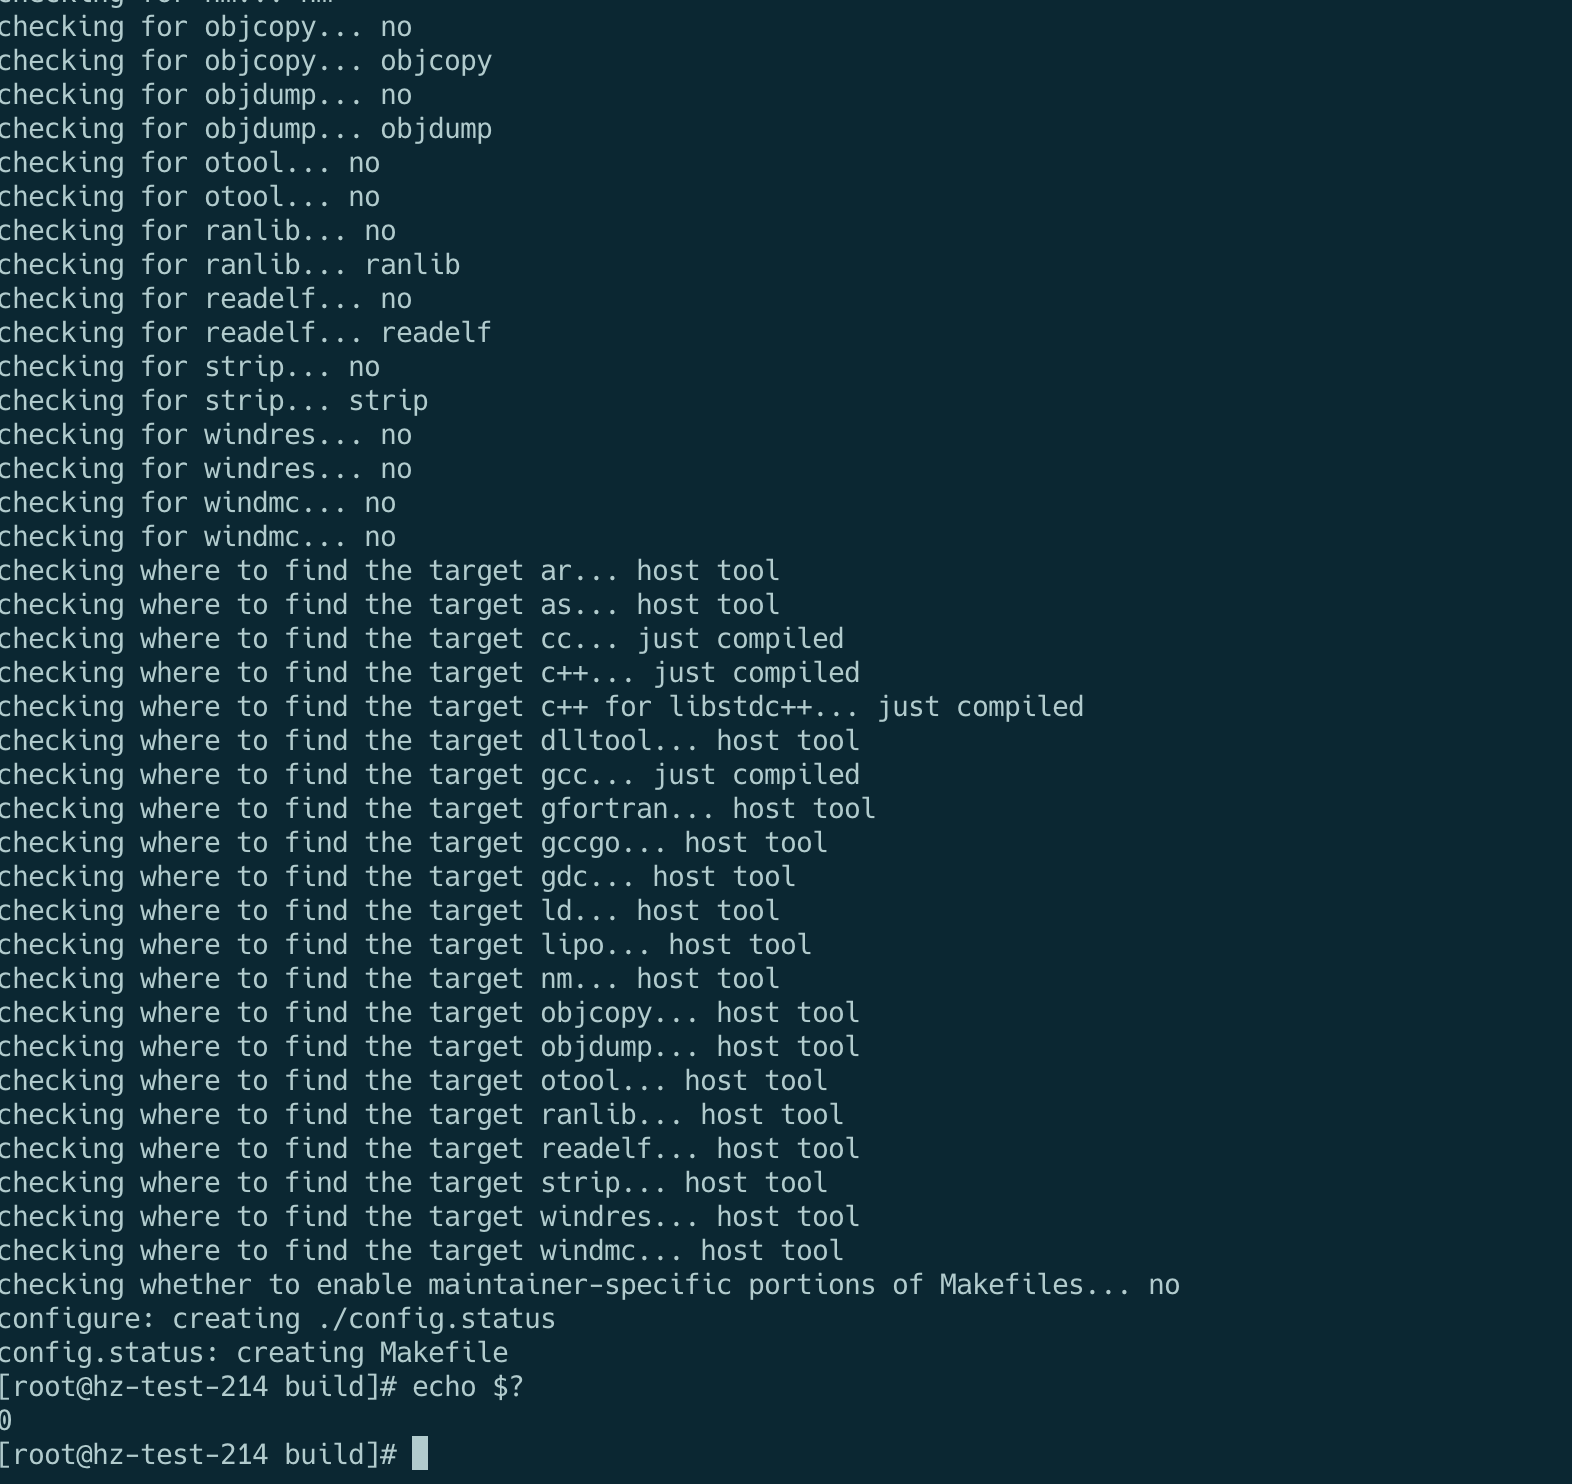 checking for objcopy... no
checking for objcopy... objcopy
checking for objdump... no
checking for objdump... objdump
checking for otool... no
checking for otool... no
checking for ranlib... no
checking for ranlib... ranlib
checking for readelf... no
checking for readelf... readelf
checking for strip... no
checking for strip... strip
checking for windres... no
checking for windres... no
checking for windmc... no
checking for windmc... no
checking where to find the target ar... host tool
checking where to find the target as... host tool
checking where to find the target cc... just compiled
checking where to find the target c++... just compiled
checking where to find the target c++ for libstdc++... just compiled
checking where to find the target dlltool... host tool
checking where to find the target gcc... just compiled
checking where to find the target gfortran... host tool
checking where to find the target gccgo... host tool
checking where to find the target gdc... host tool
checking where to find the target ld... host tool
checking where to find the target lipo... host tool
checking where to find the target nm... host tool
checking where to find the target objcopy... host tool
checking where to find the target objdump... host tool
checking where to find the target otool... host tool
checking where to find the target ranlib... host tool
checking where to find the target readelf... host tool
checking where to find the target strip... host tool
checking where to find the target windres... host tool
checking where to find the target windmc... host tool
checking whether to enable maintainer-specific portions of Makefiles... no
configure: creating ./config.status
config.status: creating Makefile
[root@hz-test-214 build]# echo $?
0
[root@hz-test-214 build]#